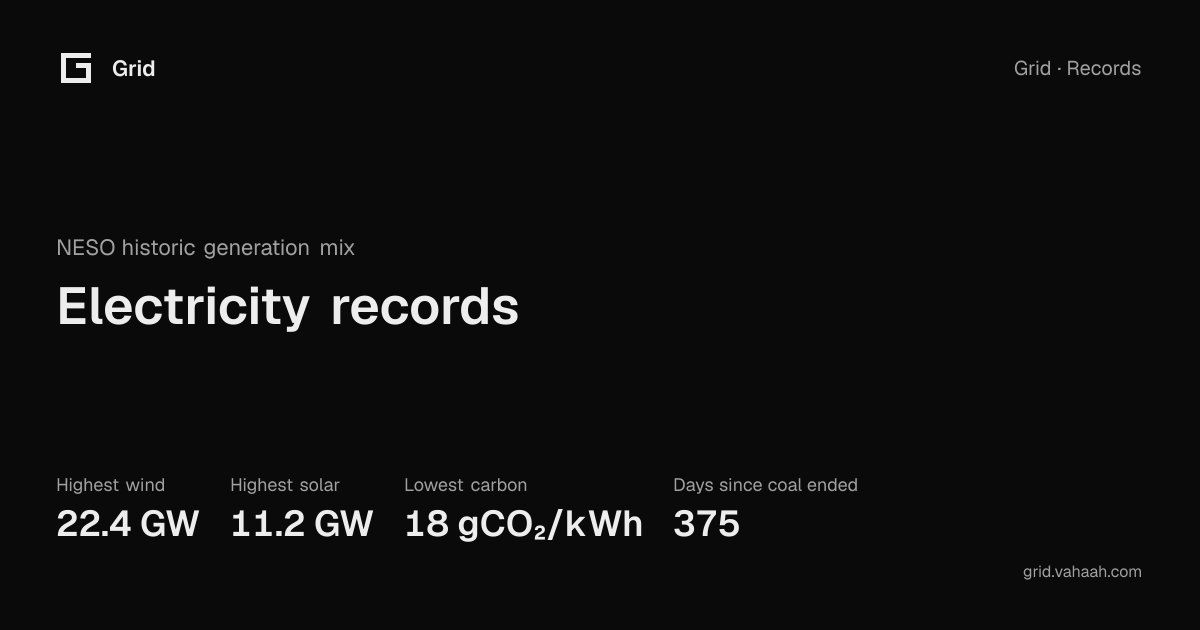 Grid
Grid · Records
NESO historic generation mix
Electricity records
Highest wind
22.4 GW
Highest solar
11.2 GW
Lowest carbon
18 gCO₂/kWh
Days since coal ended
375
grid.vahaah.com